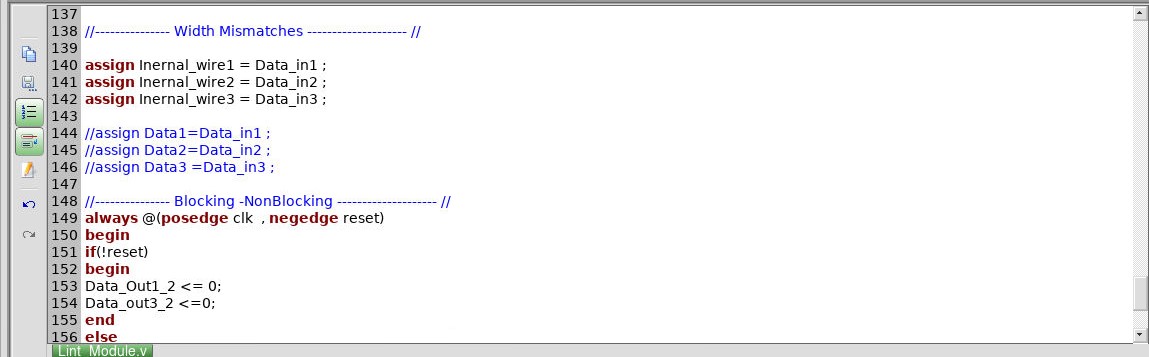 137
138 //--------------- Width Mismatches -------------------- //
139
140 assign Inernal_wire1 = Data_in1 ;
141 assign Inernal_wire2 = Data_in2 ;
142 assign Inernal_wire3 = Data_in3 ;
143
144 //assign Data1=Data_in1 ;
145 //assign Data2=Data_in2 ;
146 //assign Data3 =Data_in3 ;
147
148 //--------------- Blocking -NonBlocking -------------------- //
149 always @(posedge clk  , negedge reset)
150 begin
151 if(!reset)
152 begin
153 Data_Out1_2 <= 0;
154 Data_out3_2 <=0;
155 end
156 else
Lint_Module.v